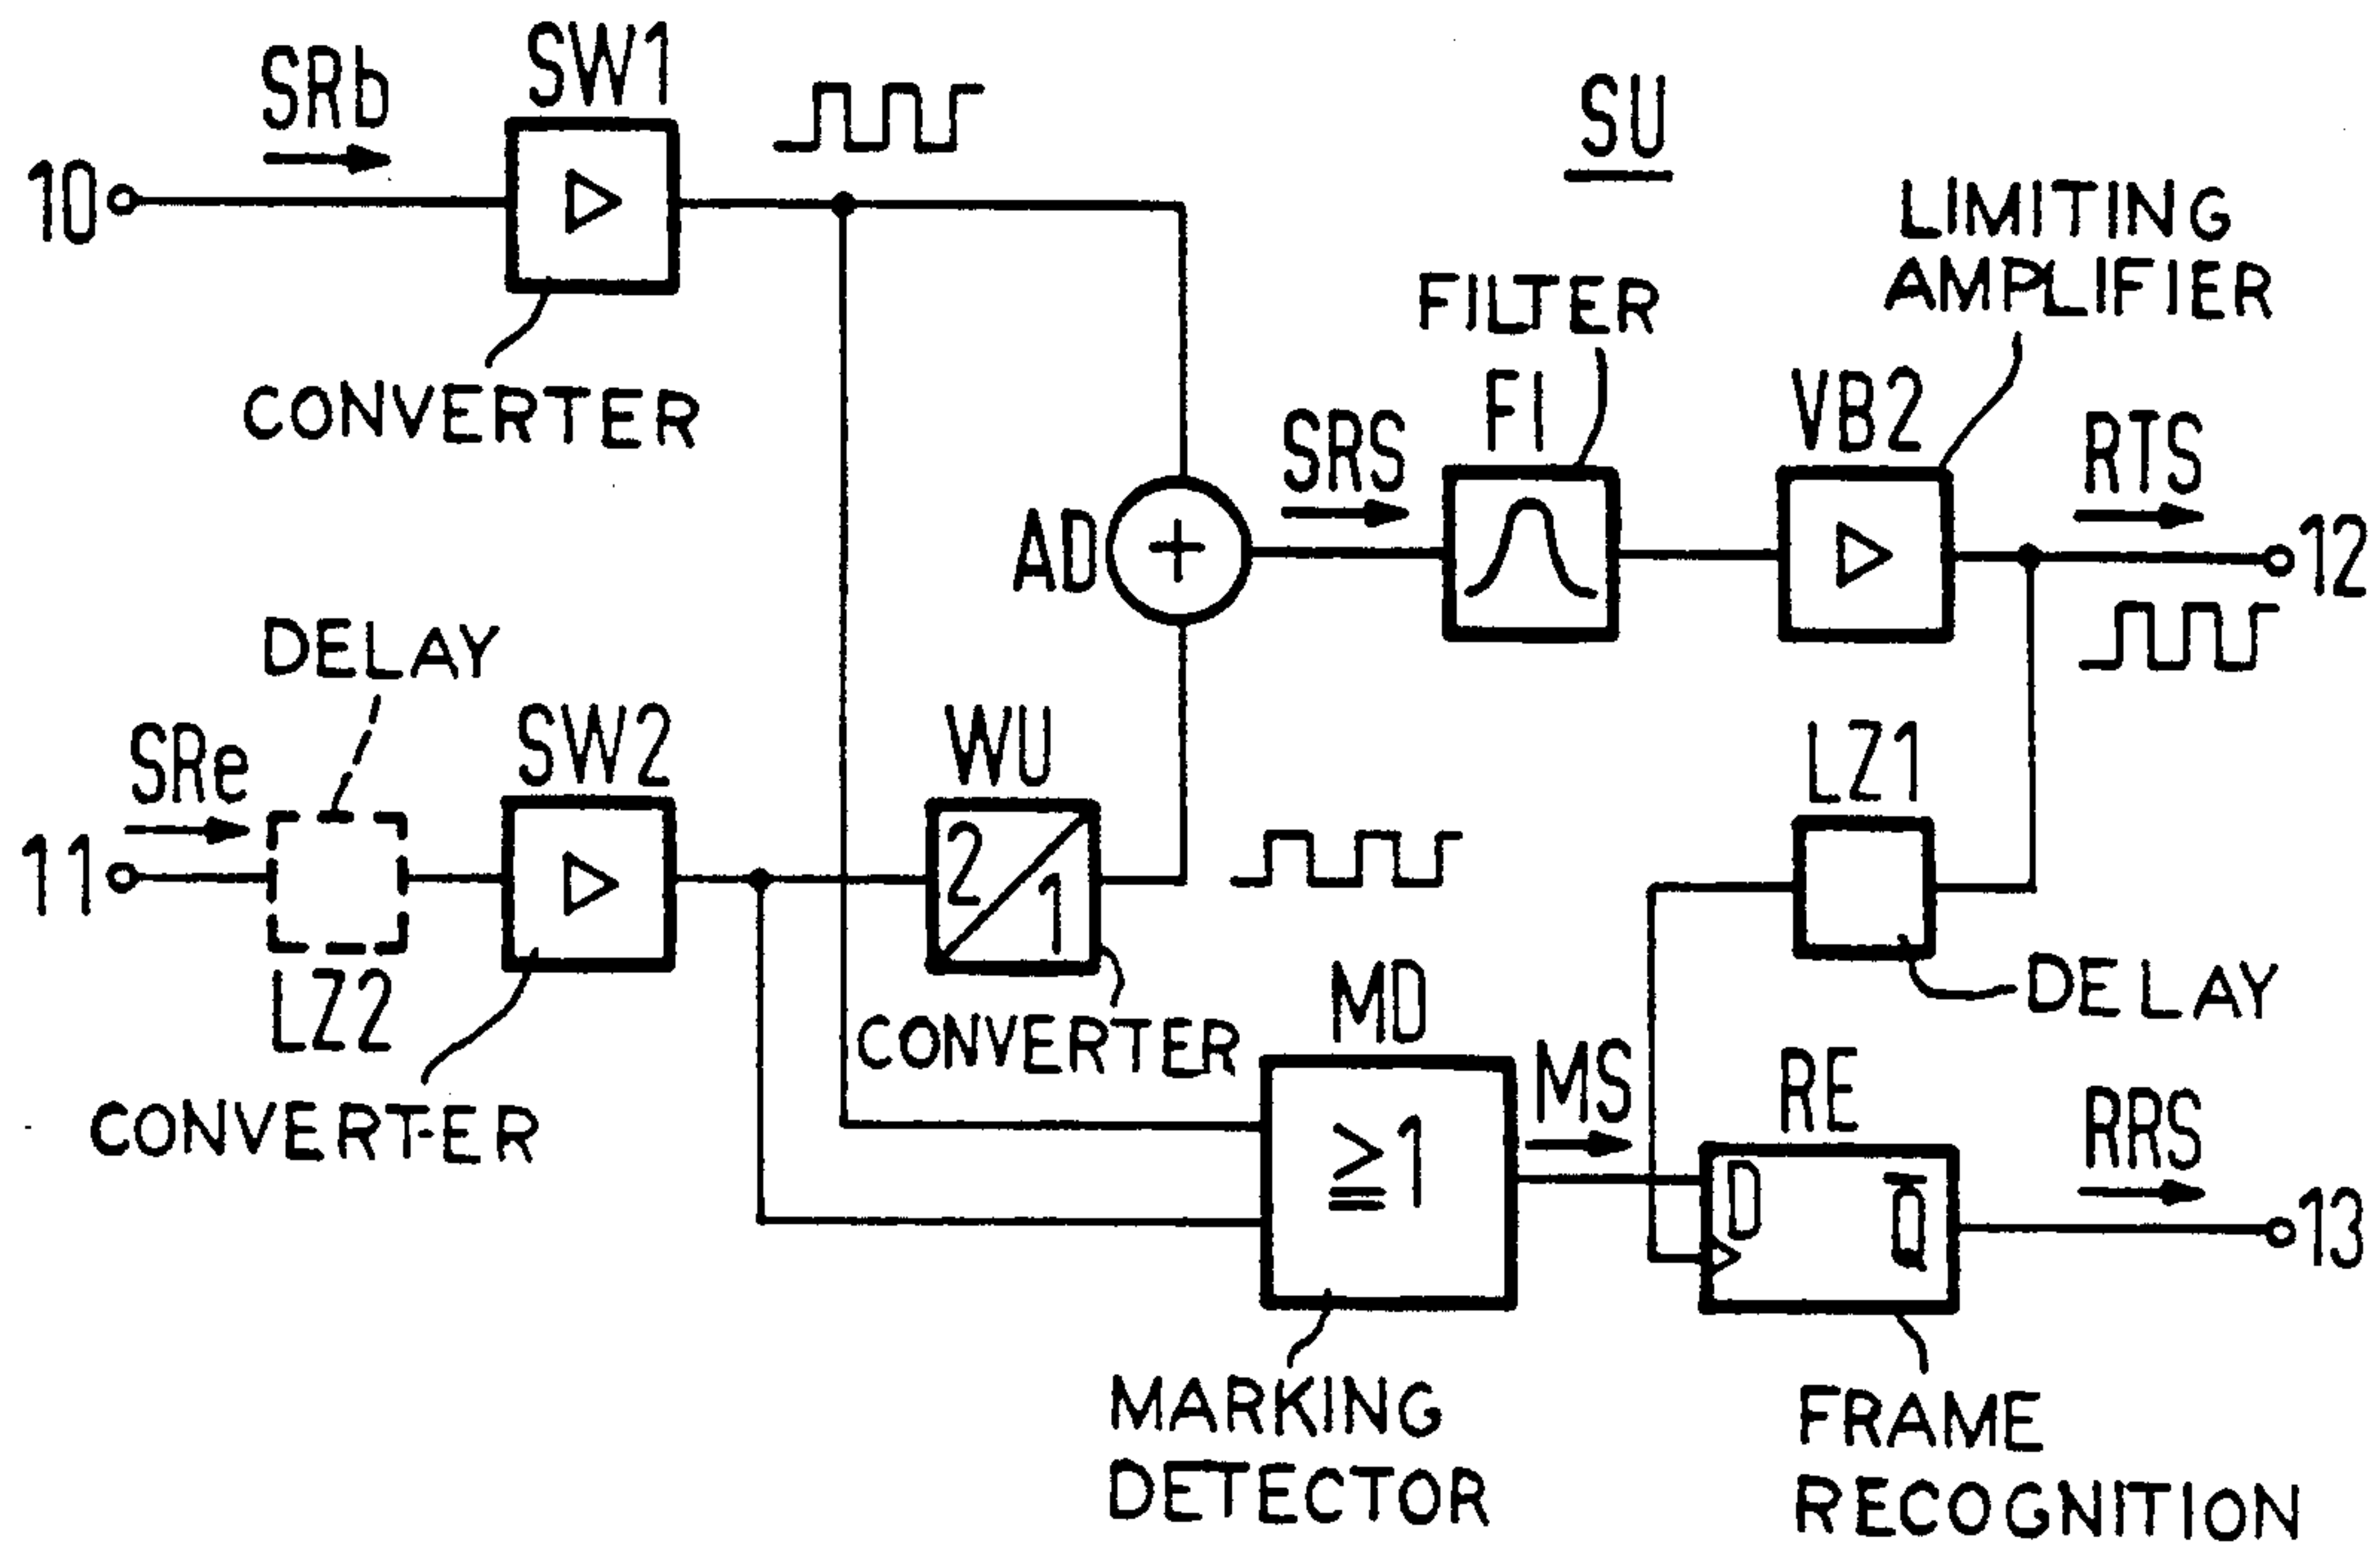 SRb
SW1
10
CONVERTER
SU
LIMITING
AMPLIFIER
FILTER
FI
VB2
SRS
RTS
AD
+
12
DELAY
SRe
SW2
WU
LZ1
11
2
1
LZ2
CONVERTER
CONVERTER
DELAY
MD
MS
RE
≥1
D
Q̅
RRS
13
MARKING
DETECTOR
FRAME
RECOGNITION